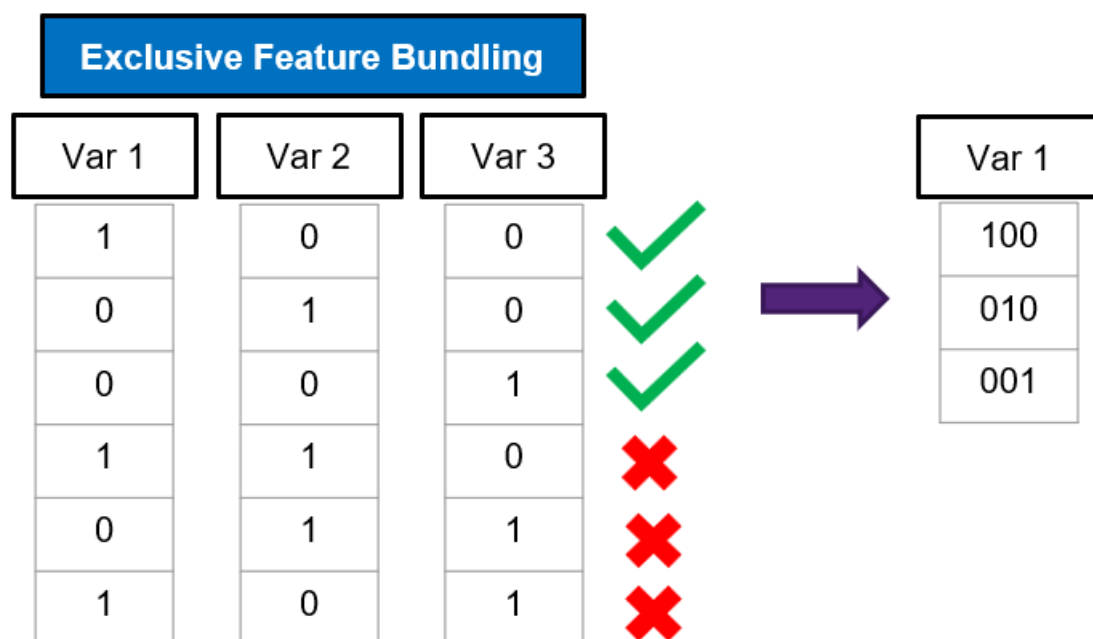 Exclusive Feature Bundling
Var 1 Var 2 Var 3 Var 1
1 0 0 100
0 1 0 010
0 0 1 001
1 1 0
0 1 1
1 0 1